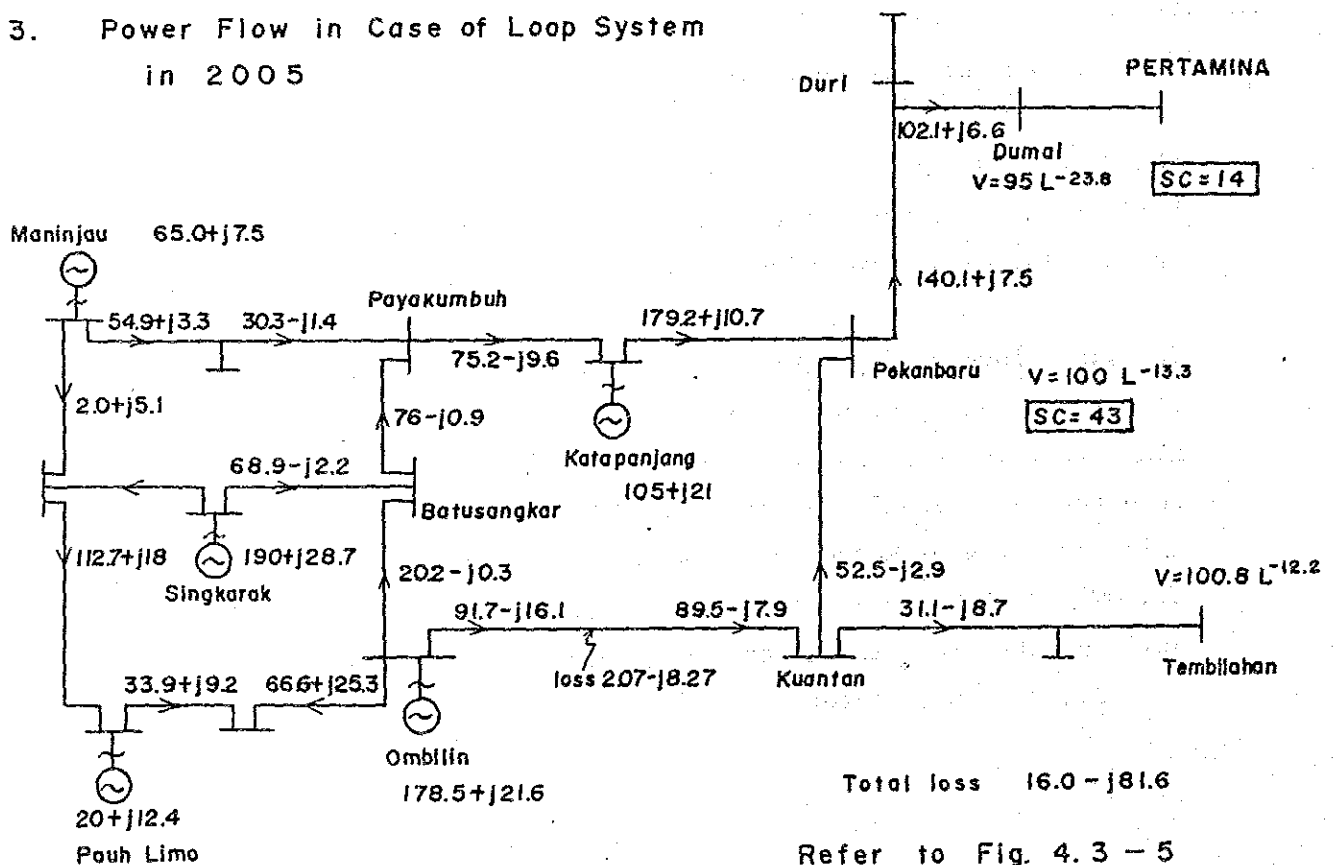 3. Power Flow in Case of Loop System
in 2005
Duri
PERTAMINA
102.1+j6.6
Dumai
V=95 L-23.8
SC=14
Maninjau 65.0+j7.5
54.9+j3.3
30.3-j1.4
Payakumbuh
75.2-j9.6
179.2+j10.7
140.1+j7.5
Pekanbaru
V=100 L-13.3
SC=43
2.0+j5.1
76-j0.9
Katapanjang
105+j21
68.9-j2.2
Batusangkar
112.7+j18
190+j28.7
Singkarak
20.2-j0.3
52.5-j2.9
V=100.8 L-12.2
91.7-j16.1
89.5-j7.9
31.1-j8.7
loss 2.07-j8.27
Kuantan
Tembilahan
33.9+j9.2
66.6+j25.3
Ombilin
178.5+j21.6
20+j12.4
Pauh Limo
Total loss 16.0-j81.6
Refer to Fig. 4.3-5